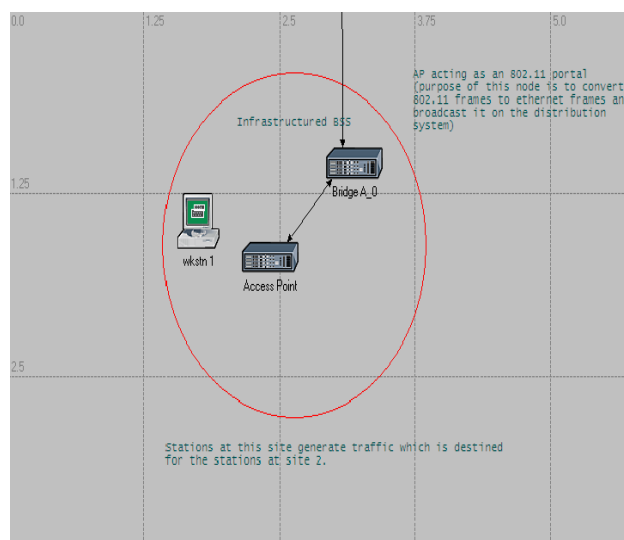 0.0 1.25 2.5 3.75 5.0
AP acting as an 802.11 portal
(purpose of this node is to convert
802.11 frames to ethernet frames an
broadcast it on the distribution
system)
Infrastructured BSS
1.25
Bridge A_0
wkstn 1
Access Point
2.5
Stations at this site generate traffic which is destined
for the stations at site 2.